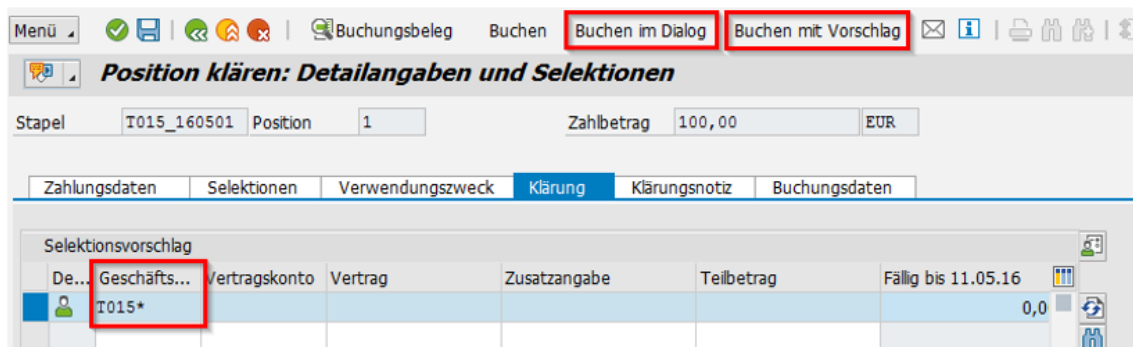 Menü Buchungsbeleg Buchen Buchen im Dialog Buchen mit Vorschlag
Position klären: Detailangaben und Selektionen
Stapel T015_160501 Position 1 Zahlbetrag 100,00 EUR
Zahlungsdaten Selektionen Verwendungszweck Klärung Klärungsnotiz Buchungsdaten
Selektionsvorschlag
De... Geschäfts... Vertragskonto Vertrag Zusatzangabe Teilbetrag Fällig bis 11.05.16
T015* 0,0